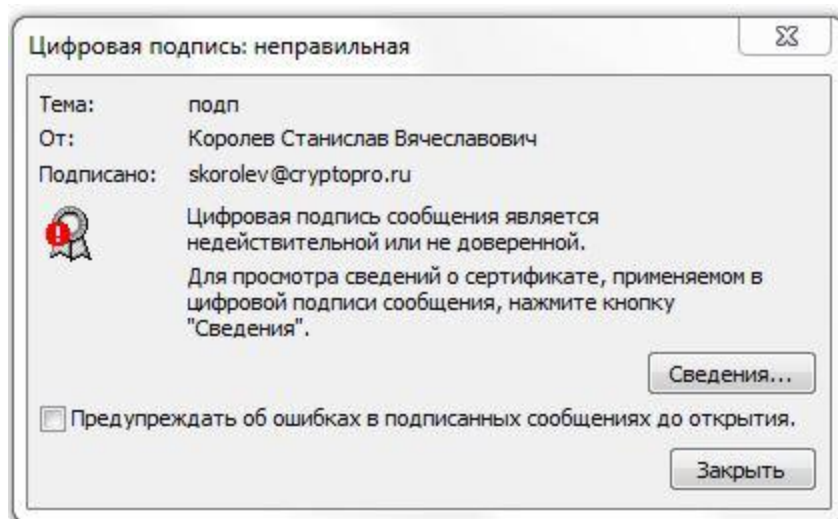 Цифровая подпись: неправильная
Тема: подп
От: Королев Станислав Вячеславович
Подписано: skorolev@cryptopro.ru
Цифровая подпись сообщения является
недействительной или не доверенной.
Для просмотра сведений о сертификате, применяемом в
цифровой подписи сообщения, нажмите кнопку
"Сведения".
Сведения...
Предупреждать об ошибках в подписанных сообщениях до открытия.
Закрыть